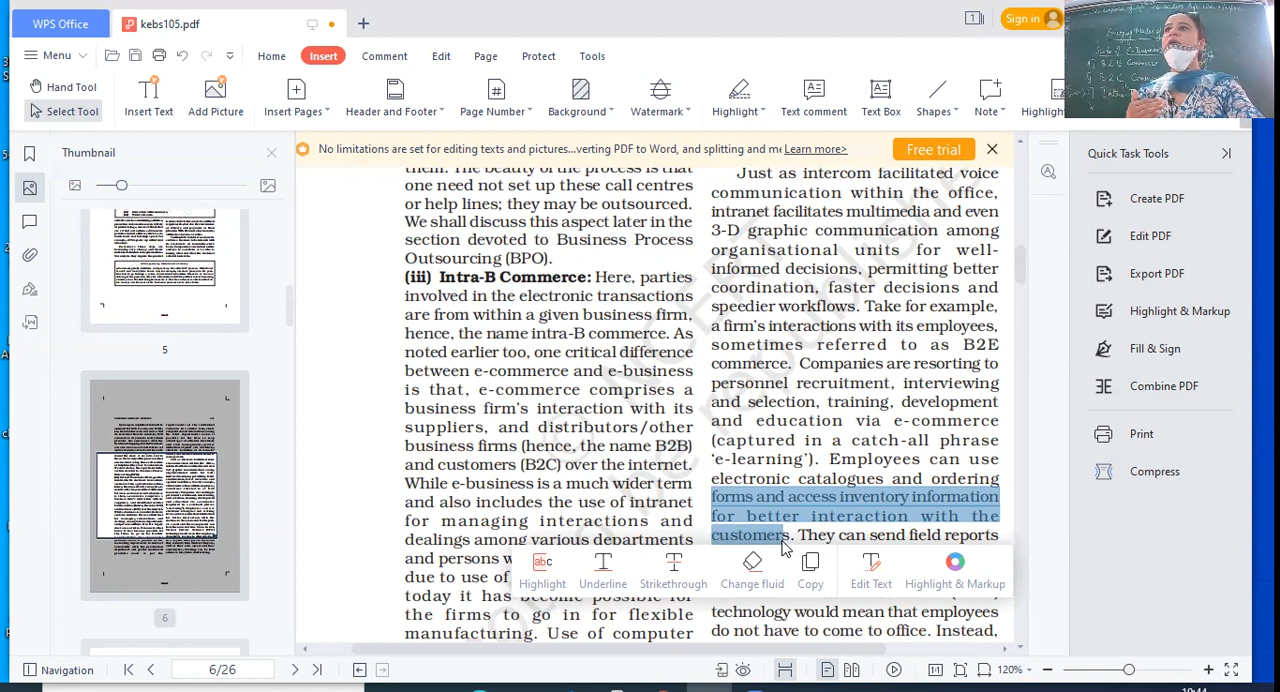 WPS Office
kebs105.pdf
Sign in
Menu
Home
Insert
Comment
Edit
Page
Protect
Tools
Hand Tool
Select Tool
Insert Text
Add Picture
Insert Pages
Header and Footer
Page Number
Background
Watermark
Highlight
Text comment
Text Box
Shapes
Note
Thumbnail
No limitations are set for editing texts and pictures...verting PDF to Word, and splitting and me Learn more>
Free trial
5
6
them. The beauty of the process is that
one need not set up these call centres
or help lines; they may be outsourced.
We shall discuss this aspect later in the
section devoted to Business Process
Outsourcing (BPO).
(iii) Intra-B Commerce: Here, parties
involved in the electronic transactions
are from within a given business firm,
hence, the name intra-B commerce. As
noted earlier too, one critical difference
between e-commerce and e-business
is that, e-commerce comprises a
business firm's interaction with its
suppliers, and distributors/other
business firms (hence, the name B2B)
and customers (B2C) over the internet.
While e-business is a much wider term
and also includes the use of intranet
for managing interactions and
dealings among various departments
and persons
due to use of
today it has become possible for
the firms to go in for flexible
manufacturing. Use of computer
Just as intercom facilitated voice
communication within the office,
intranet facilitates multimedia and even
3-D graphic communication among
organisational units for well-
informed decisions, permitting better
coordination, faster decisions and
speedier workflows. Take for example,
a firm's interactions with its employees,
sometimes referred to as B2E
commerce. Companies are resorting to
personnel recruitment, interviewing
and selection, training, development
and education via e-commerce
(captured in a catch-all phrase
'e-learning') Employees can use
electronic catalogues and ordering
forms and access inventory information
for better interaction with the
customers. They can send field reports
technology would mean that employees
do not have to come to office. Instead,
Highlight
Underline
Strikethrough
Change fluid
Copy
Edit Text
Highlight & Markup
Quick Task Tools
Create PDF
Edit PDF
Export PDF
Highlight & Markup
Fill & Sign
Combine PDF
Print
Compress
Navigation
6/26
120%